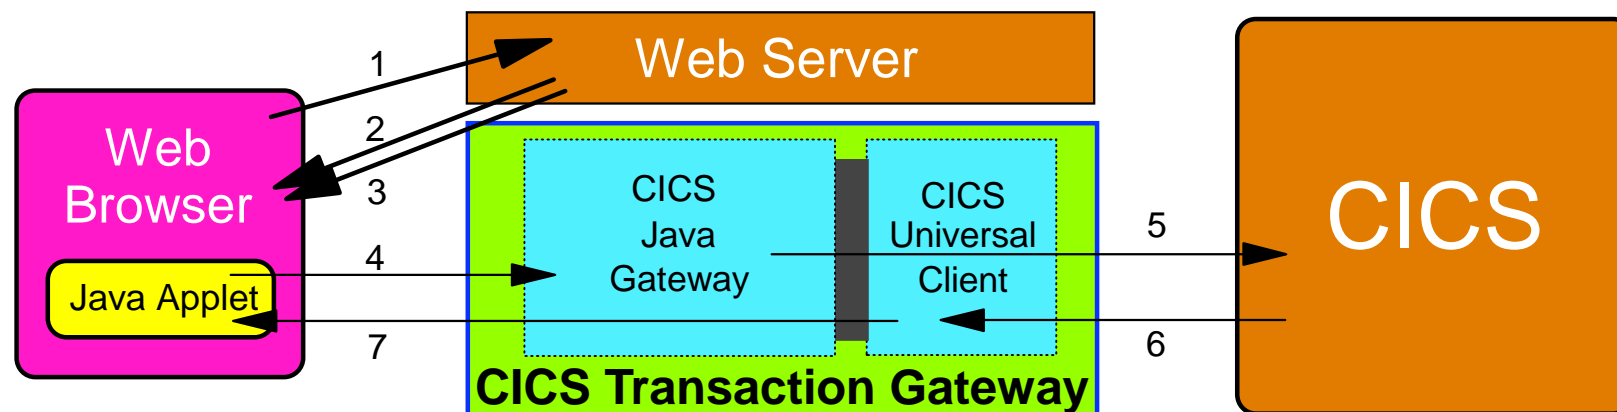 1
Web Server
2
3
Web
Browser
Java Applet
4
7
CICS
Java
Gateway
CICS
Universal
Client
CICS Transaction Gateway
5
6
CICS